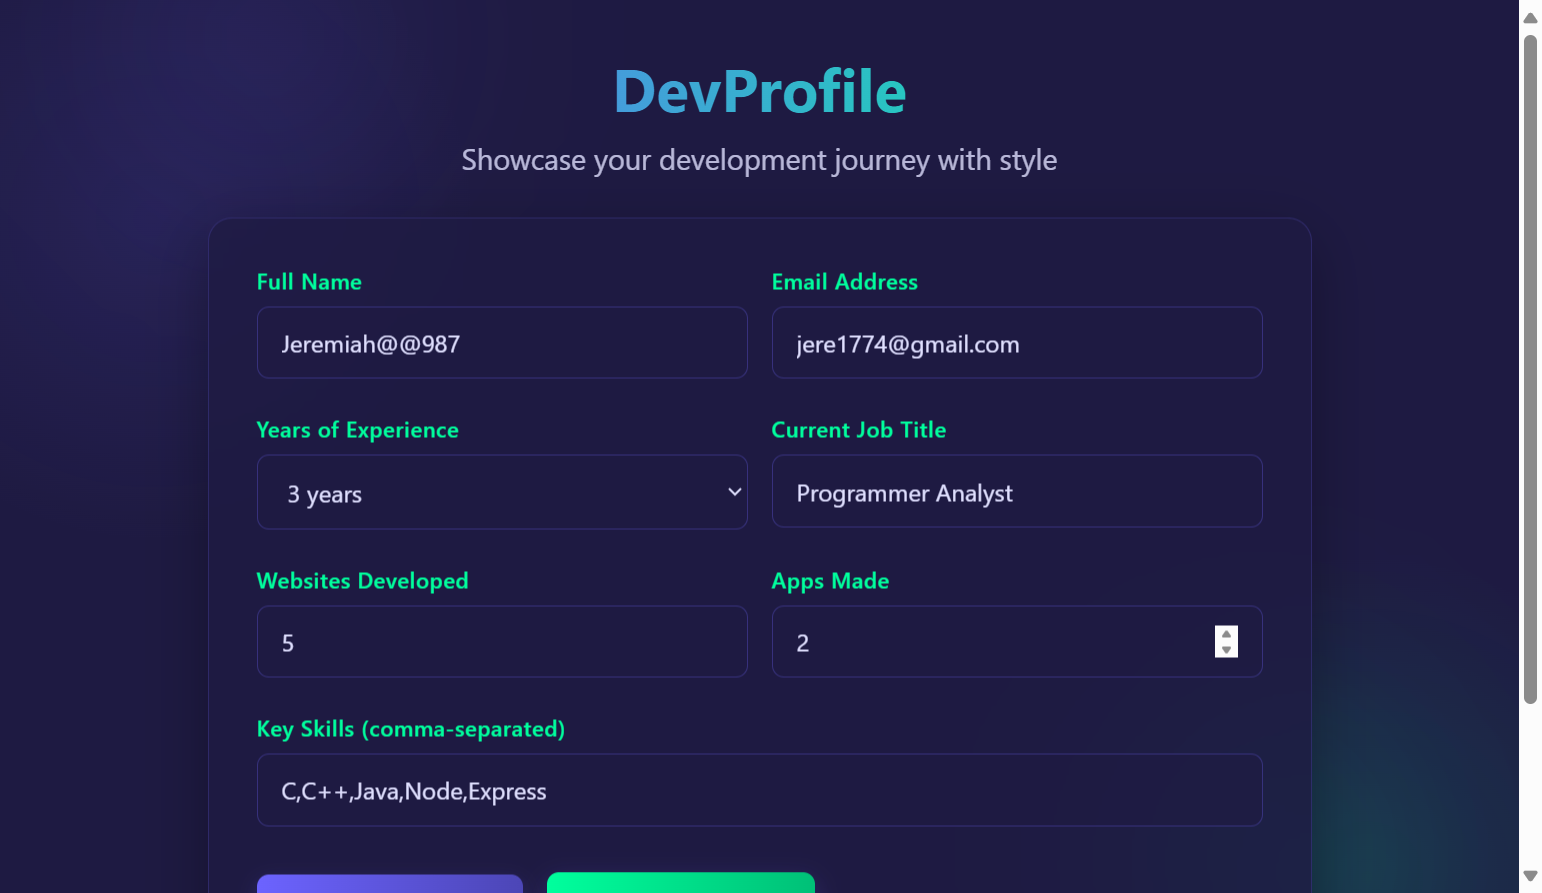 DevProfile
Showcase your development journey with style
Full Name
Email Address
Jeremiah@@987
jere1774@gmail.com
Years of Experience
Current Job Title
3 years
Programmer Analyst
Websites Developed
Apps Made
5
2
Key Skills (comma-separated)
C,C++,Java,Node,Express